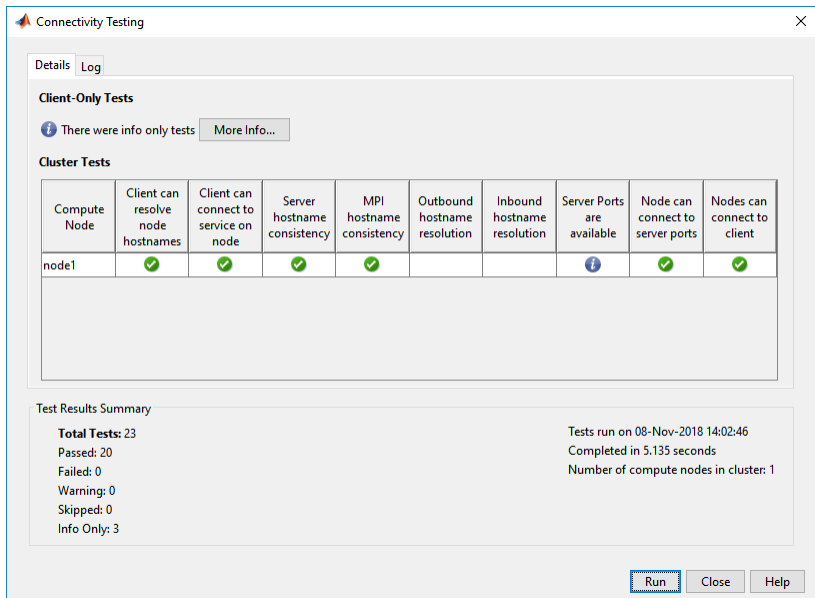 Connectivity Testing
Details
Log
Client-Only Tests
There were info only tests
More Info...
Cluster Tests
Compute
Node
Client can
resolve
node
hostnames
Client can
connect to
service on
node
Server
hostname
consistency
MPI
hostname
consistency
Outbound
hostname
resolution
Inbound
hostname
resolution
Server Ports
are
available
Node can
connect to
server ports
Nodes can
connect to
client
node1
Test Results Summary
Total Tests: 23
Passed: 20
Failed: 0
Warning: 0
Skipped: 0
Info Only: 3
Tests run on 08-Nov-2018 14:02:46
Completed in 5.135 seconds
Number of compute nodes in cluster: 1
Run
Close
Help